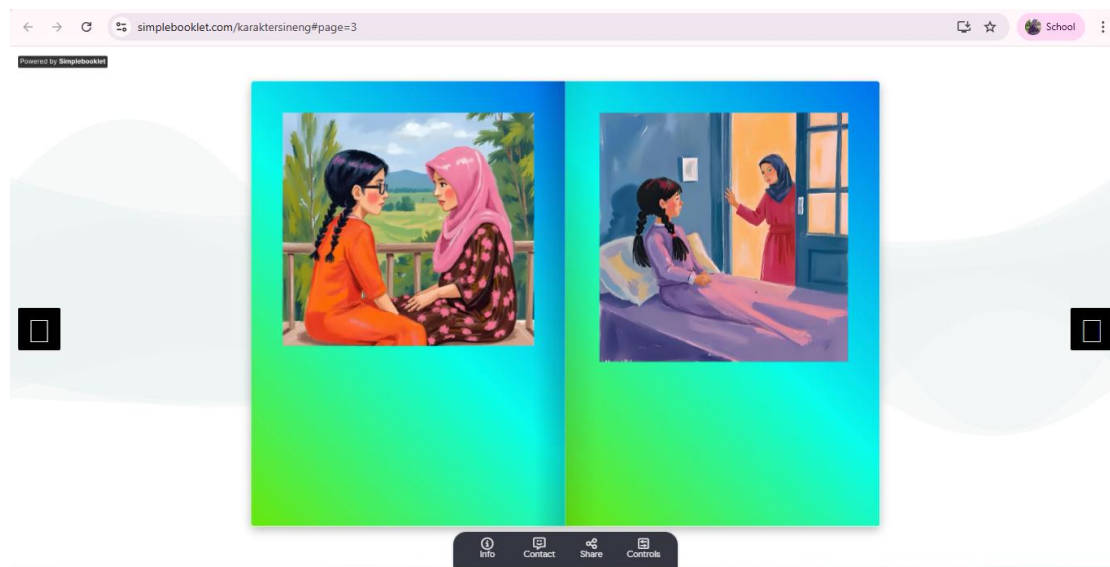 simplebooklet.com/karaktersineng#page=3
School
Powered by Simplebooklet
Info
Contact
Share
Controls